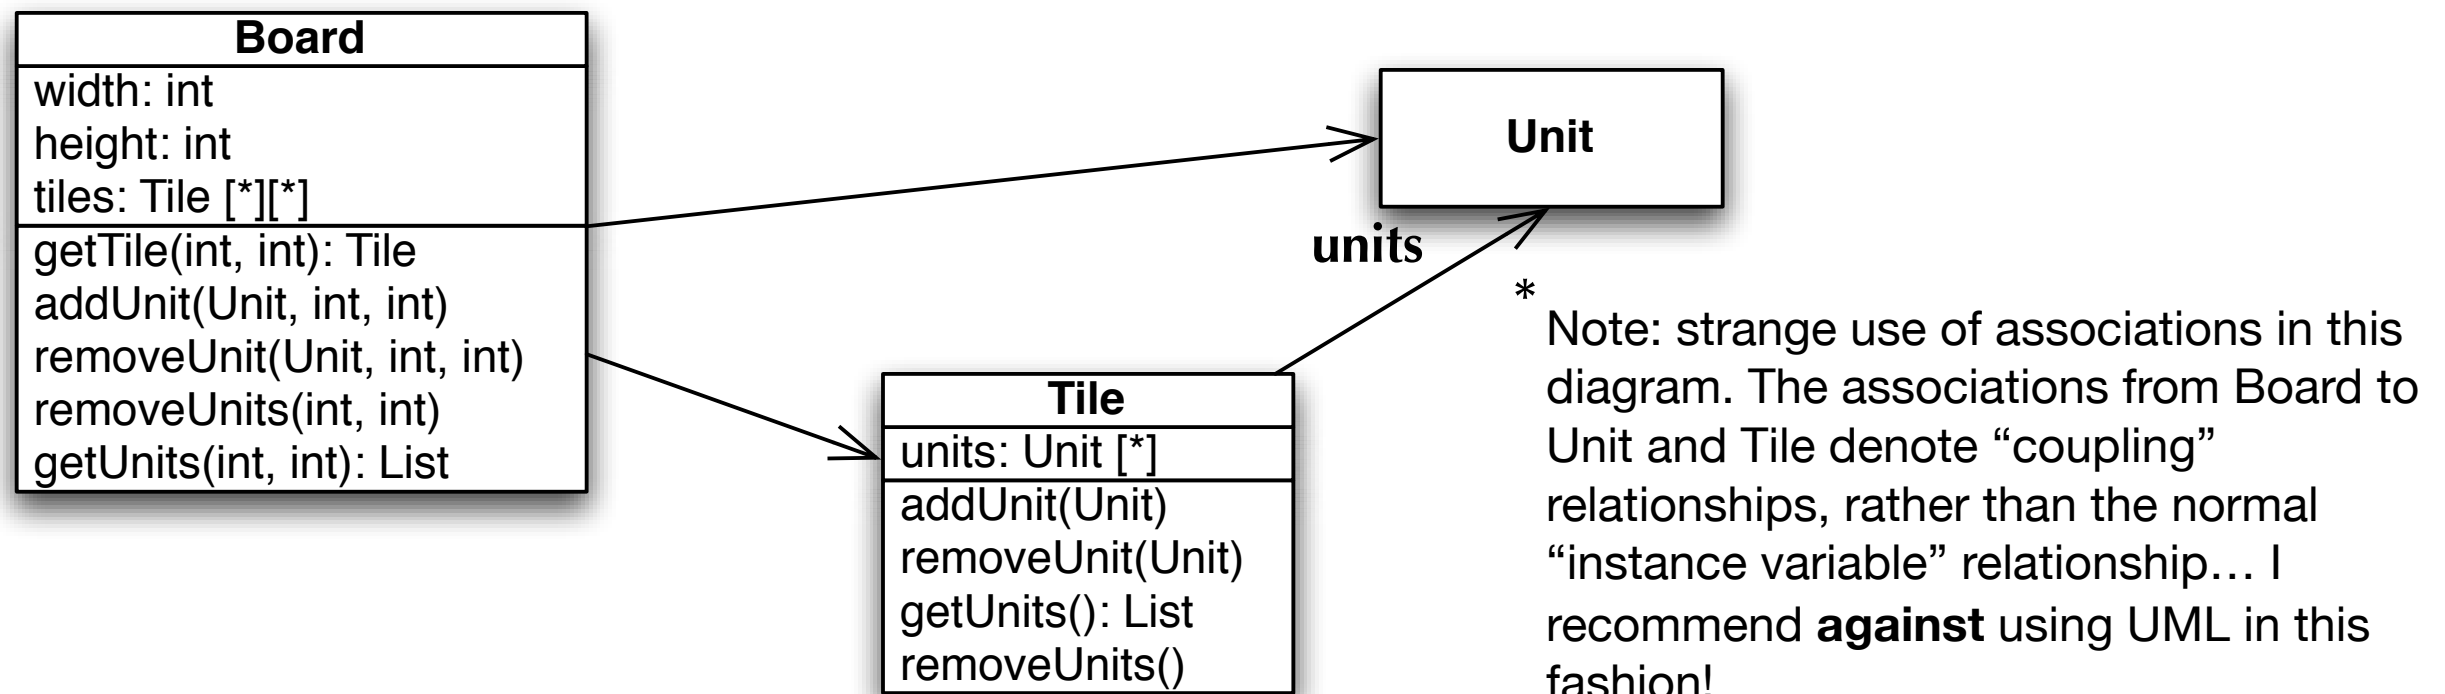 Board
width: int
height: int
tiles: Tile [*][*]
getTile(int, int): Tile
addUnit(Unit, int, int)
removeUnit(Unit, int, int)
removeUnits(int, int)
getUnits(int, int): List
Unit
units
*
Tile
units: Unit [*]
addUnit(Unit)
removeUnit(Unit)
getUnits(): List
removeUnits()
Note: strange use of associations in this
diagram. The associations from Board to
Unit and Tile denote “coupling”
relationships, rather than the normal
“instance variable” relationship… I
recommend against using UML in this
fashion!